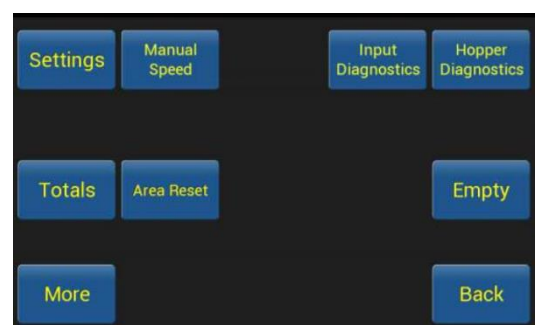 Settings
Manual
Speed
Input
Diagnostics
Hopper
Diagnostics
Totals
Area Reset
Empty
More
Back